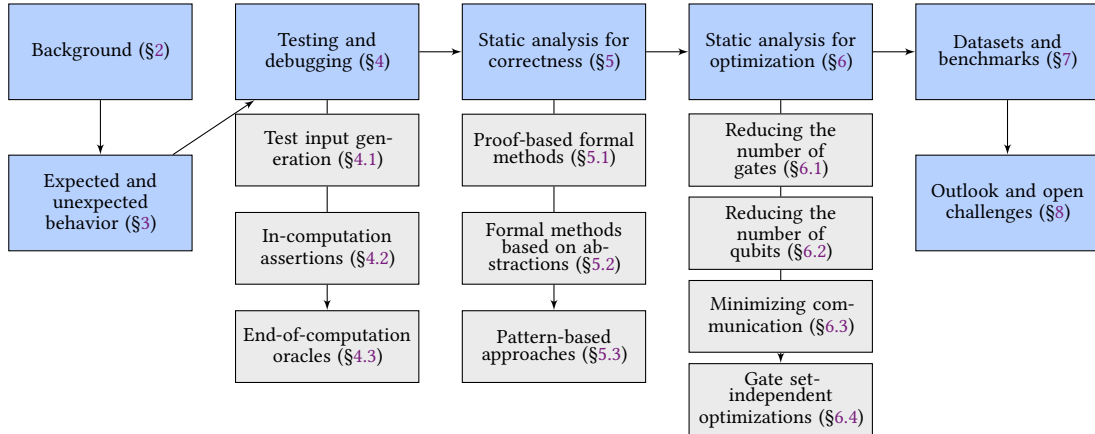 Background (§2)
Expected and
unexpected
behavior (§3)
Testing and
debugging (§4)
Test input gen-
eration (§4.1)
In-computation
assertions (§4.2)
End-of-computation
oracles (§4.3)
Static analysis for
correctness (§5)
Proof-based formal
methods (§5.1)
Formal methods
based on ab-
stractions (§5.2)
Pattern-based
approaches (§5.3)
Static analysis for
optimization (§6)
Reducing the
number of
gates (§6.1)
Reducing the
number of
qubits (§6.2)
Minimizing com-
munication (§6.3)
Gate set-
independent
optimizations (§6.4)
Datasets and
benchmarks (§7)
Outlook and open
challenges (§8)